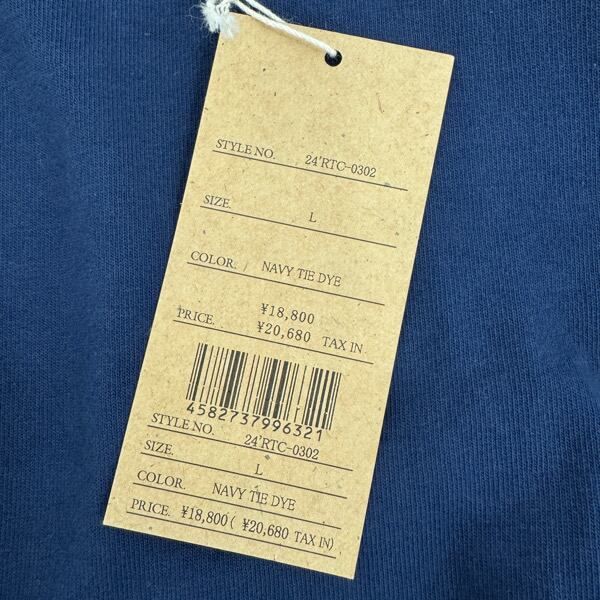 STYLE NO. 24'RTC-0302
SIZE. L
COLOR. NAVY TIE DYE
¥18,800
PRICE. ¥20,680 TAX IN
4582737996321
STYLE NO. 24'RTC-0302
SIZE. L
COLOR. NAVY TIE DYE
PRICE. ¥18,800( ¥20,680 TAX IN)